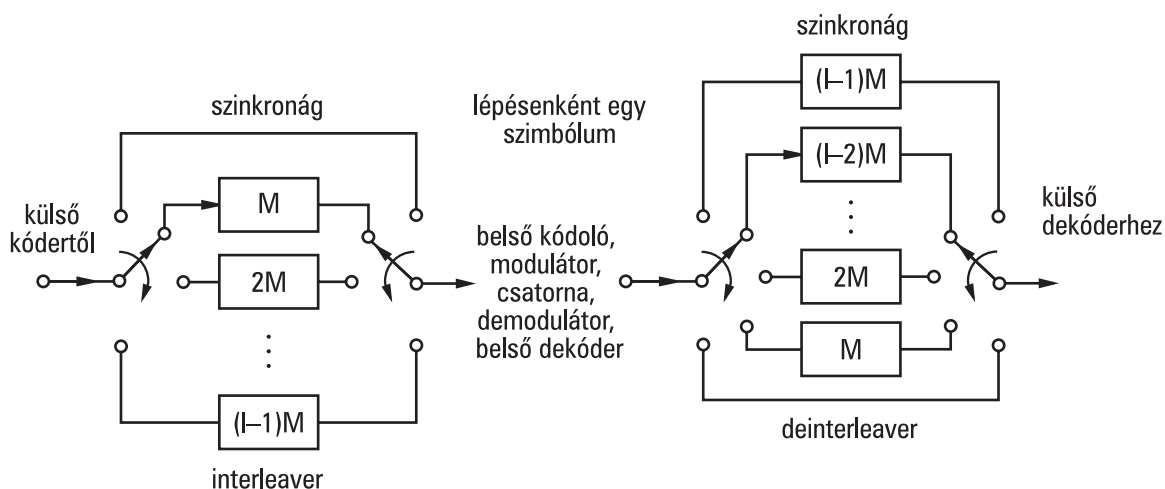 szinkronág
külső
kódertől
M
2M
(I–1)M
interleaver
lépésenként egy
szimbólum
belső kódoló,
modulátor,
csatorna,
demodulátor,
belső dekóder
szinkronág
(I–1)M
(I–2)M
2M
M
deinterleaver
külső
dekóderhez